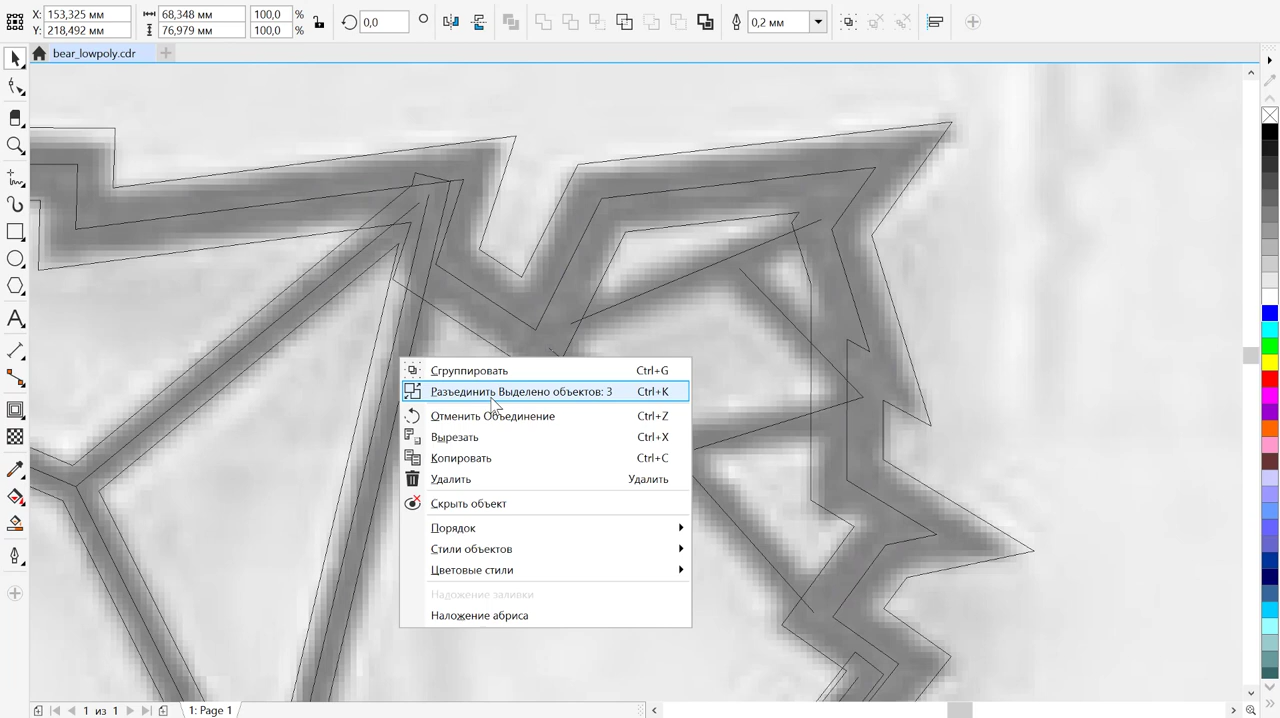 X: 153,325 мм 68,348 мм 100,0 %
Y: 218,492 мм 76,979 мм 100,0 %
0,0
0,2 мм
bear_lowpoly.cdr
Сгруппировать Ctrl+G
Разъединить Выделено объектов: 3 Ctrl+K
Отменить Объединение Ctrl+Z
Вырезать Ctrl+X
Копировать Ctrl+C
Удалить Удалить
Скрыть объект
Порядок
Стили объектов
Цветовые стили
Наложение заливки
Наложение абриса
1 из 1
1: Page 1